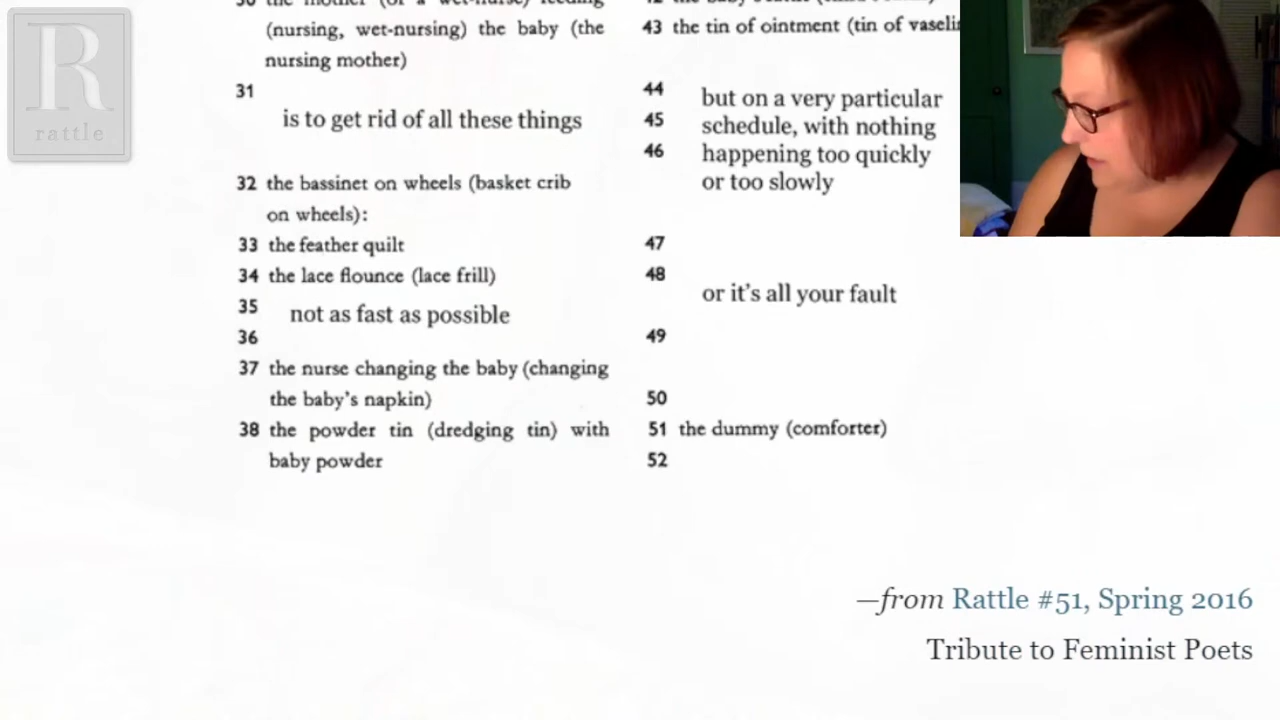 R
rattle
(nursing, wet-nursing) the baby (the
nursing mother)
31
is to get rid of all these things
32 the bassinet on wheels (basket crib
on wheels):
33 the feather quilt
34 the lace flounce (lace frill)
35
not as fast as possible
36
37 the nurse changing the baby (changing
the baby's napkin)
38 the powder tin (dredging tin) with
baby powder
43 the tin of ointment (tin of
44
but on a very particular
45
schedule, with nothing
46
happening too quickly
or too slowly
47
48
or it's all your fault
49
50
51 the dummy (comforter)
52
—from Rattle #51, Spring 2016
Tribute to Feminist Poets